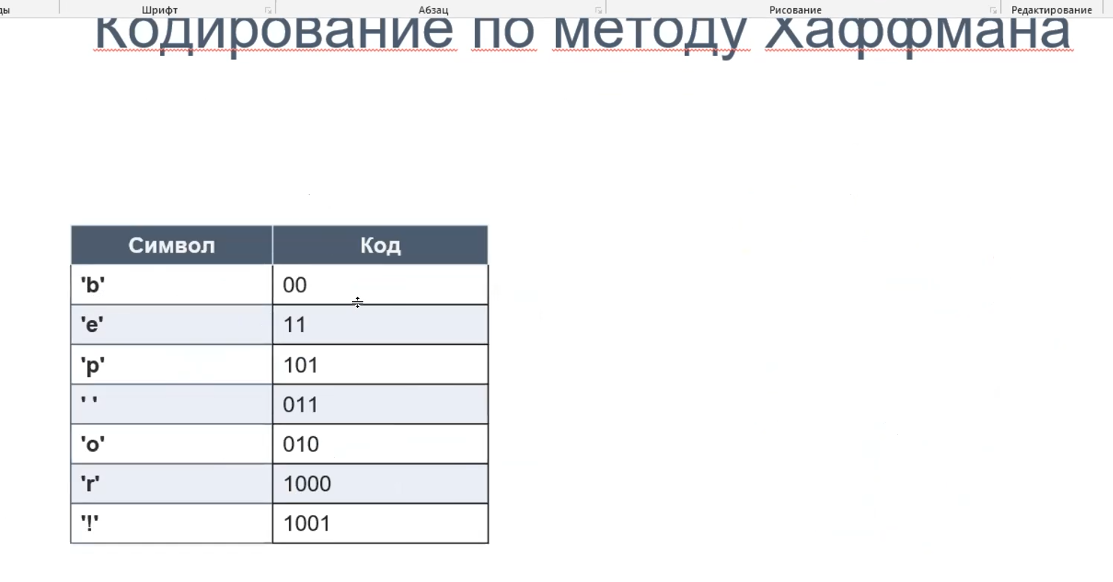 ды Шрифт Абзац Рисование Редактирование
Кодирование по методу Хаффмана
Символ Код
'b' 00
'e' 11
'p' 101
' ' 011
'o' 010
'r' 1000
'!' 1001